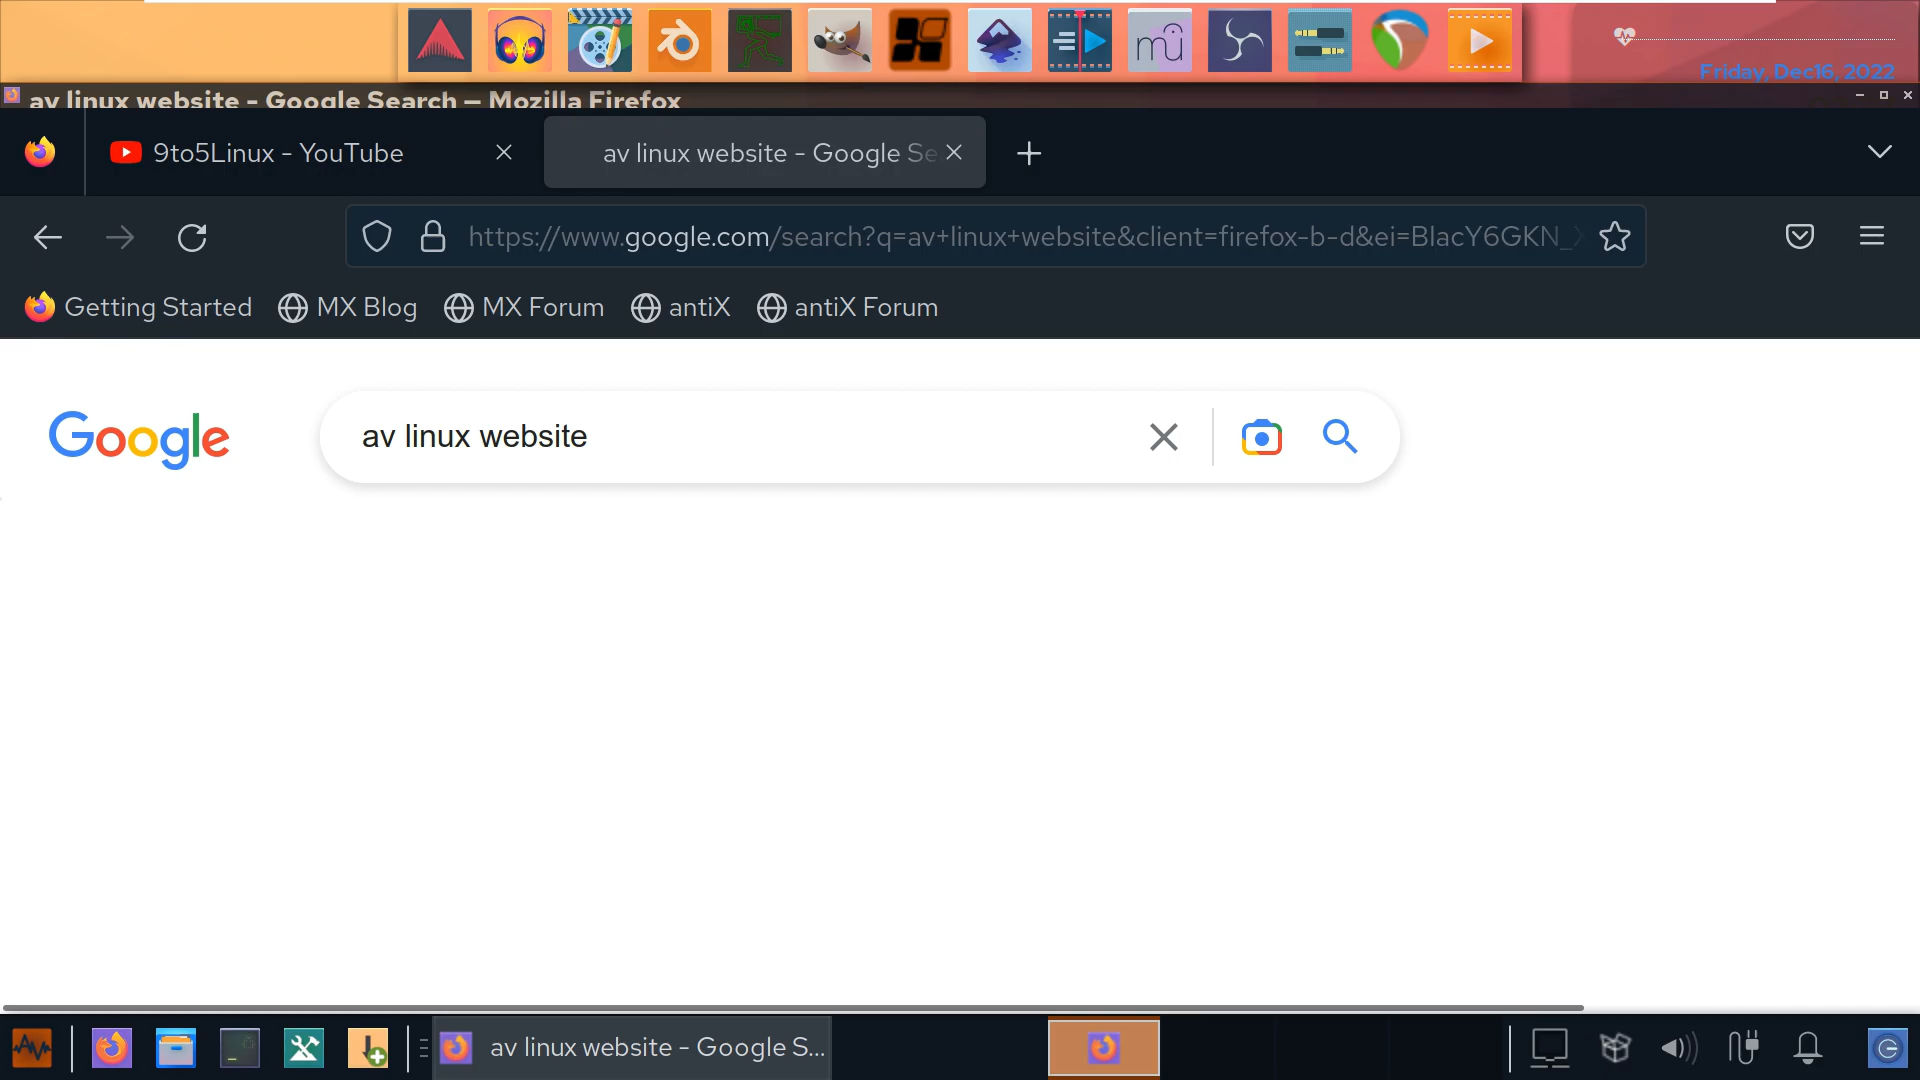 mü
Friday, Dec16, 2022
av linux website - Google Search — Mozilla Firefox
9to5Linux - YouTube
av linux website - Google Se
https://www.google.com/search?q=av+linux+website&client=firefox-b-d&ei=BlacY6GKN_
Getting Started
MX Blog
MX Forum
antiX
antiX Forum
Google
av linux website
av linux website - Google S...